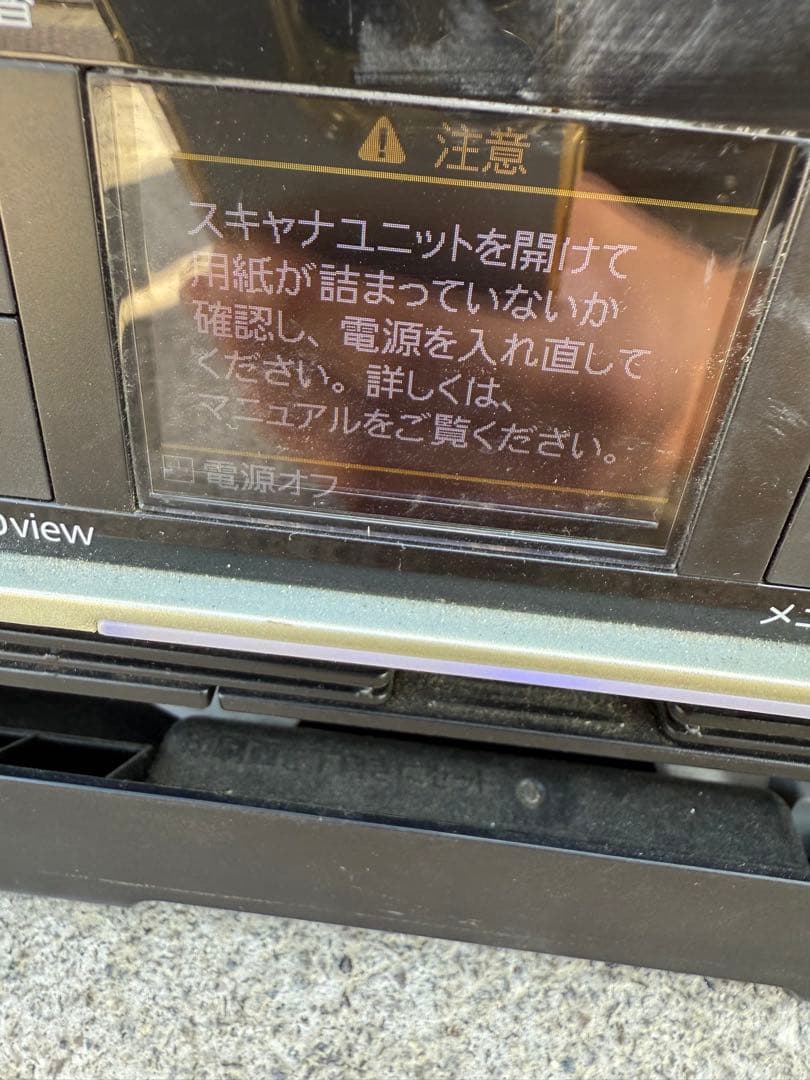 注意
スキャナユニットを開けて
用紙が詰まっていないか
確認し、電源を入れ直して
ください。詳しくは、
マニュアルをご覧ください。
電源オフ
view
メニ